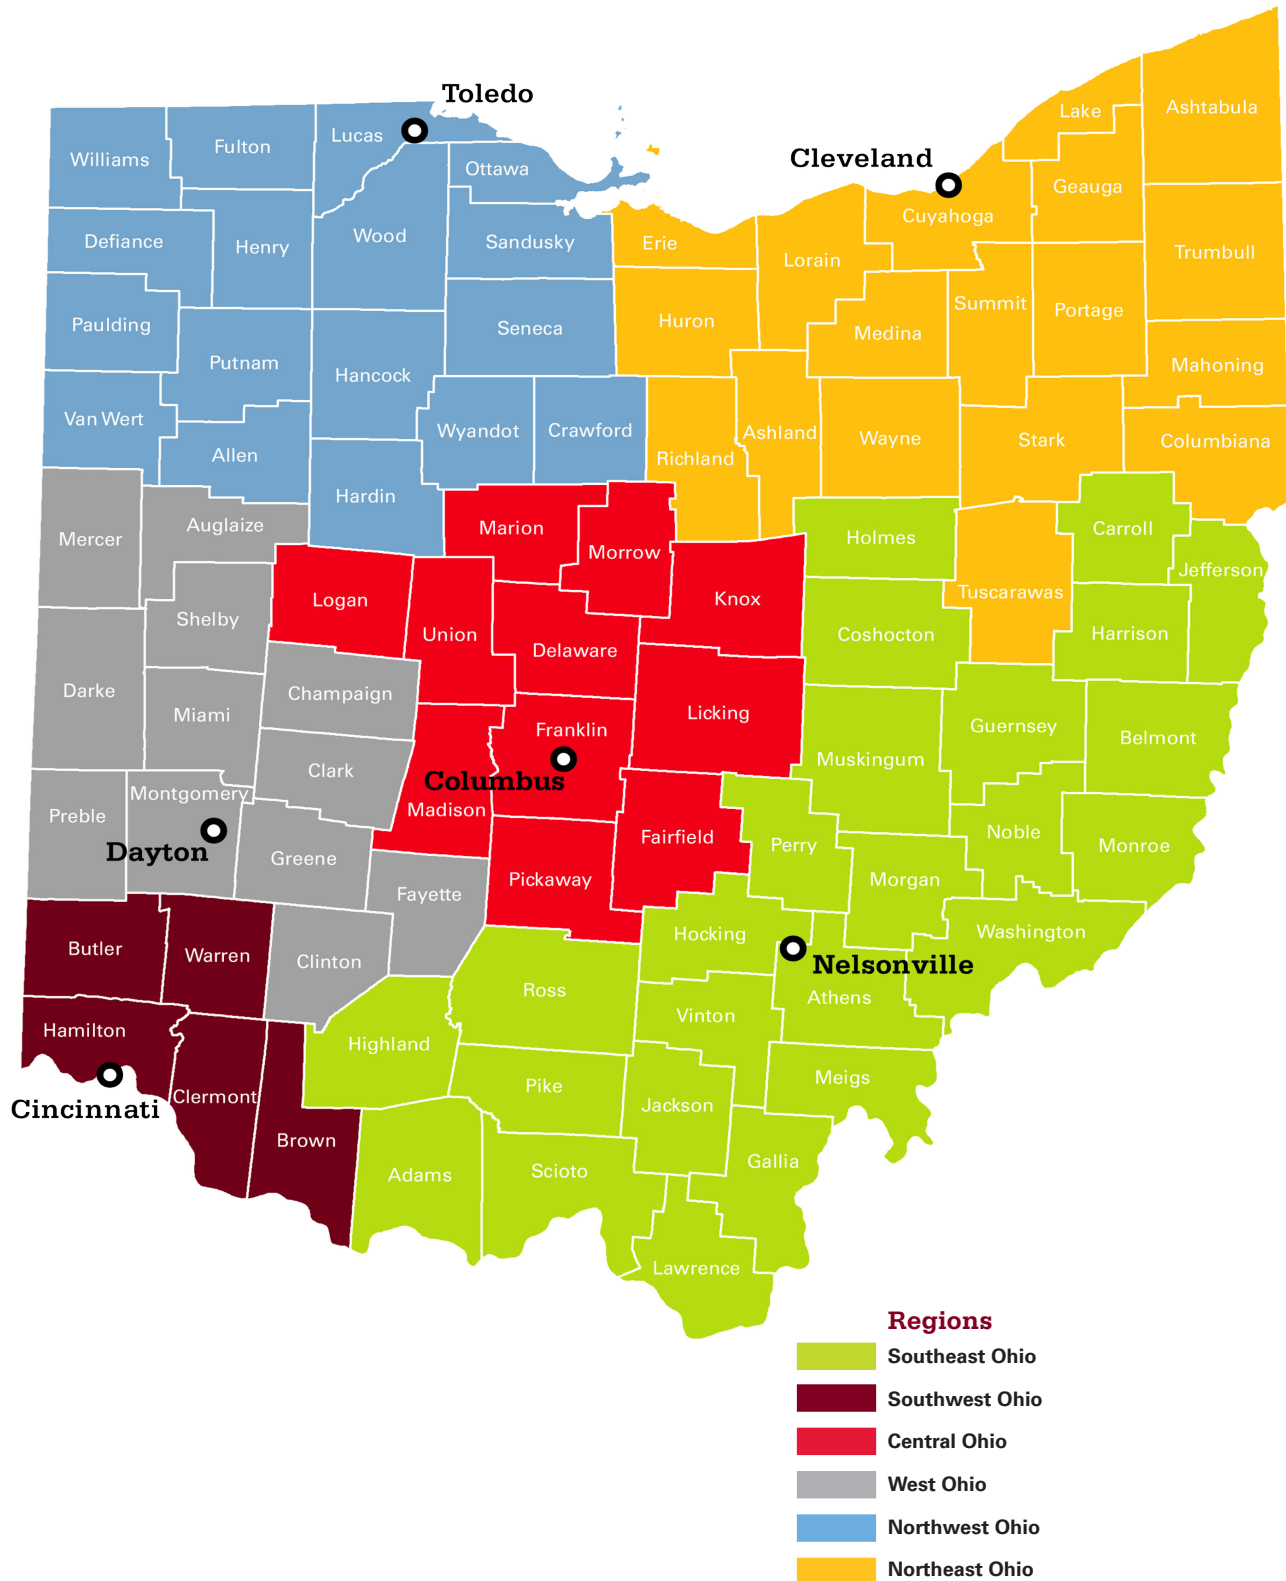 Toledo
Lake
Ashtabula
Lucas
Fulton
Williams
Cleveland
Ottawa
Geauga
Cuyahoga
Wood
Defiance
Henry
Sandusky
Erie
Lorain
Trumbull
Summit
Portage
Paulding
Seneca
Huron
Medina
Putnam
Hancock
Mahoning
Van Wert
Wyandot
Crawford
Ashland
Wayne
Stark
Columbiana
Allen
Richland
Hardin
Mercer
Auglaize
Marion
Morrow
Holmes
Carroll
Jefferson
Logan
Knox
Tuscarawas
Shelby
Union
Delaware
Coshocton
Harrison
Darke
Champaign
Miami
Licking
Franklin
Guernsey
Belmont
Muskingum
Clark
Columbus
Montgomery
Madison
Preble
Dayton
Greene
Fairfield
Perry
Noble
Monroe
Pickaway
Morgan
Fayette
Butler
Warren
Clinton
Hocking
Washington
Nelsonville
Ross
Athens
Vinton
Hamilton
Highland
Pike
Meigs
Clermont
Jackson
Cincinnati
Brown
Adams
Scioto
Gallia
Lawrence
Regions
Southeast Ohio
Southwest Ohio
Central Ohio
West Ohio
Northwest Ohio
Northeast Ohio